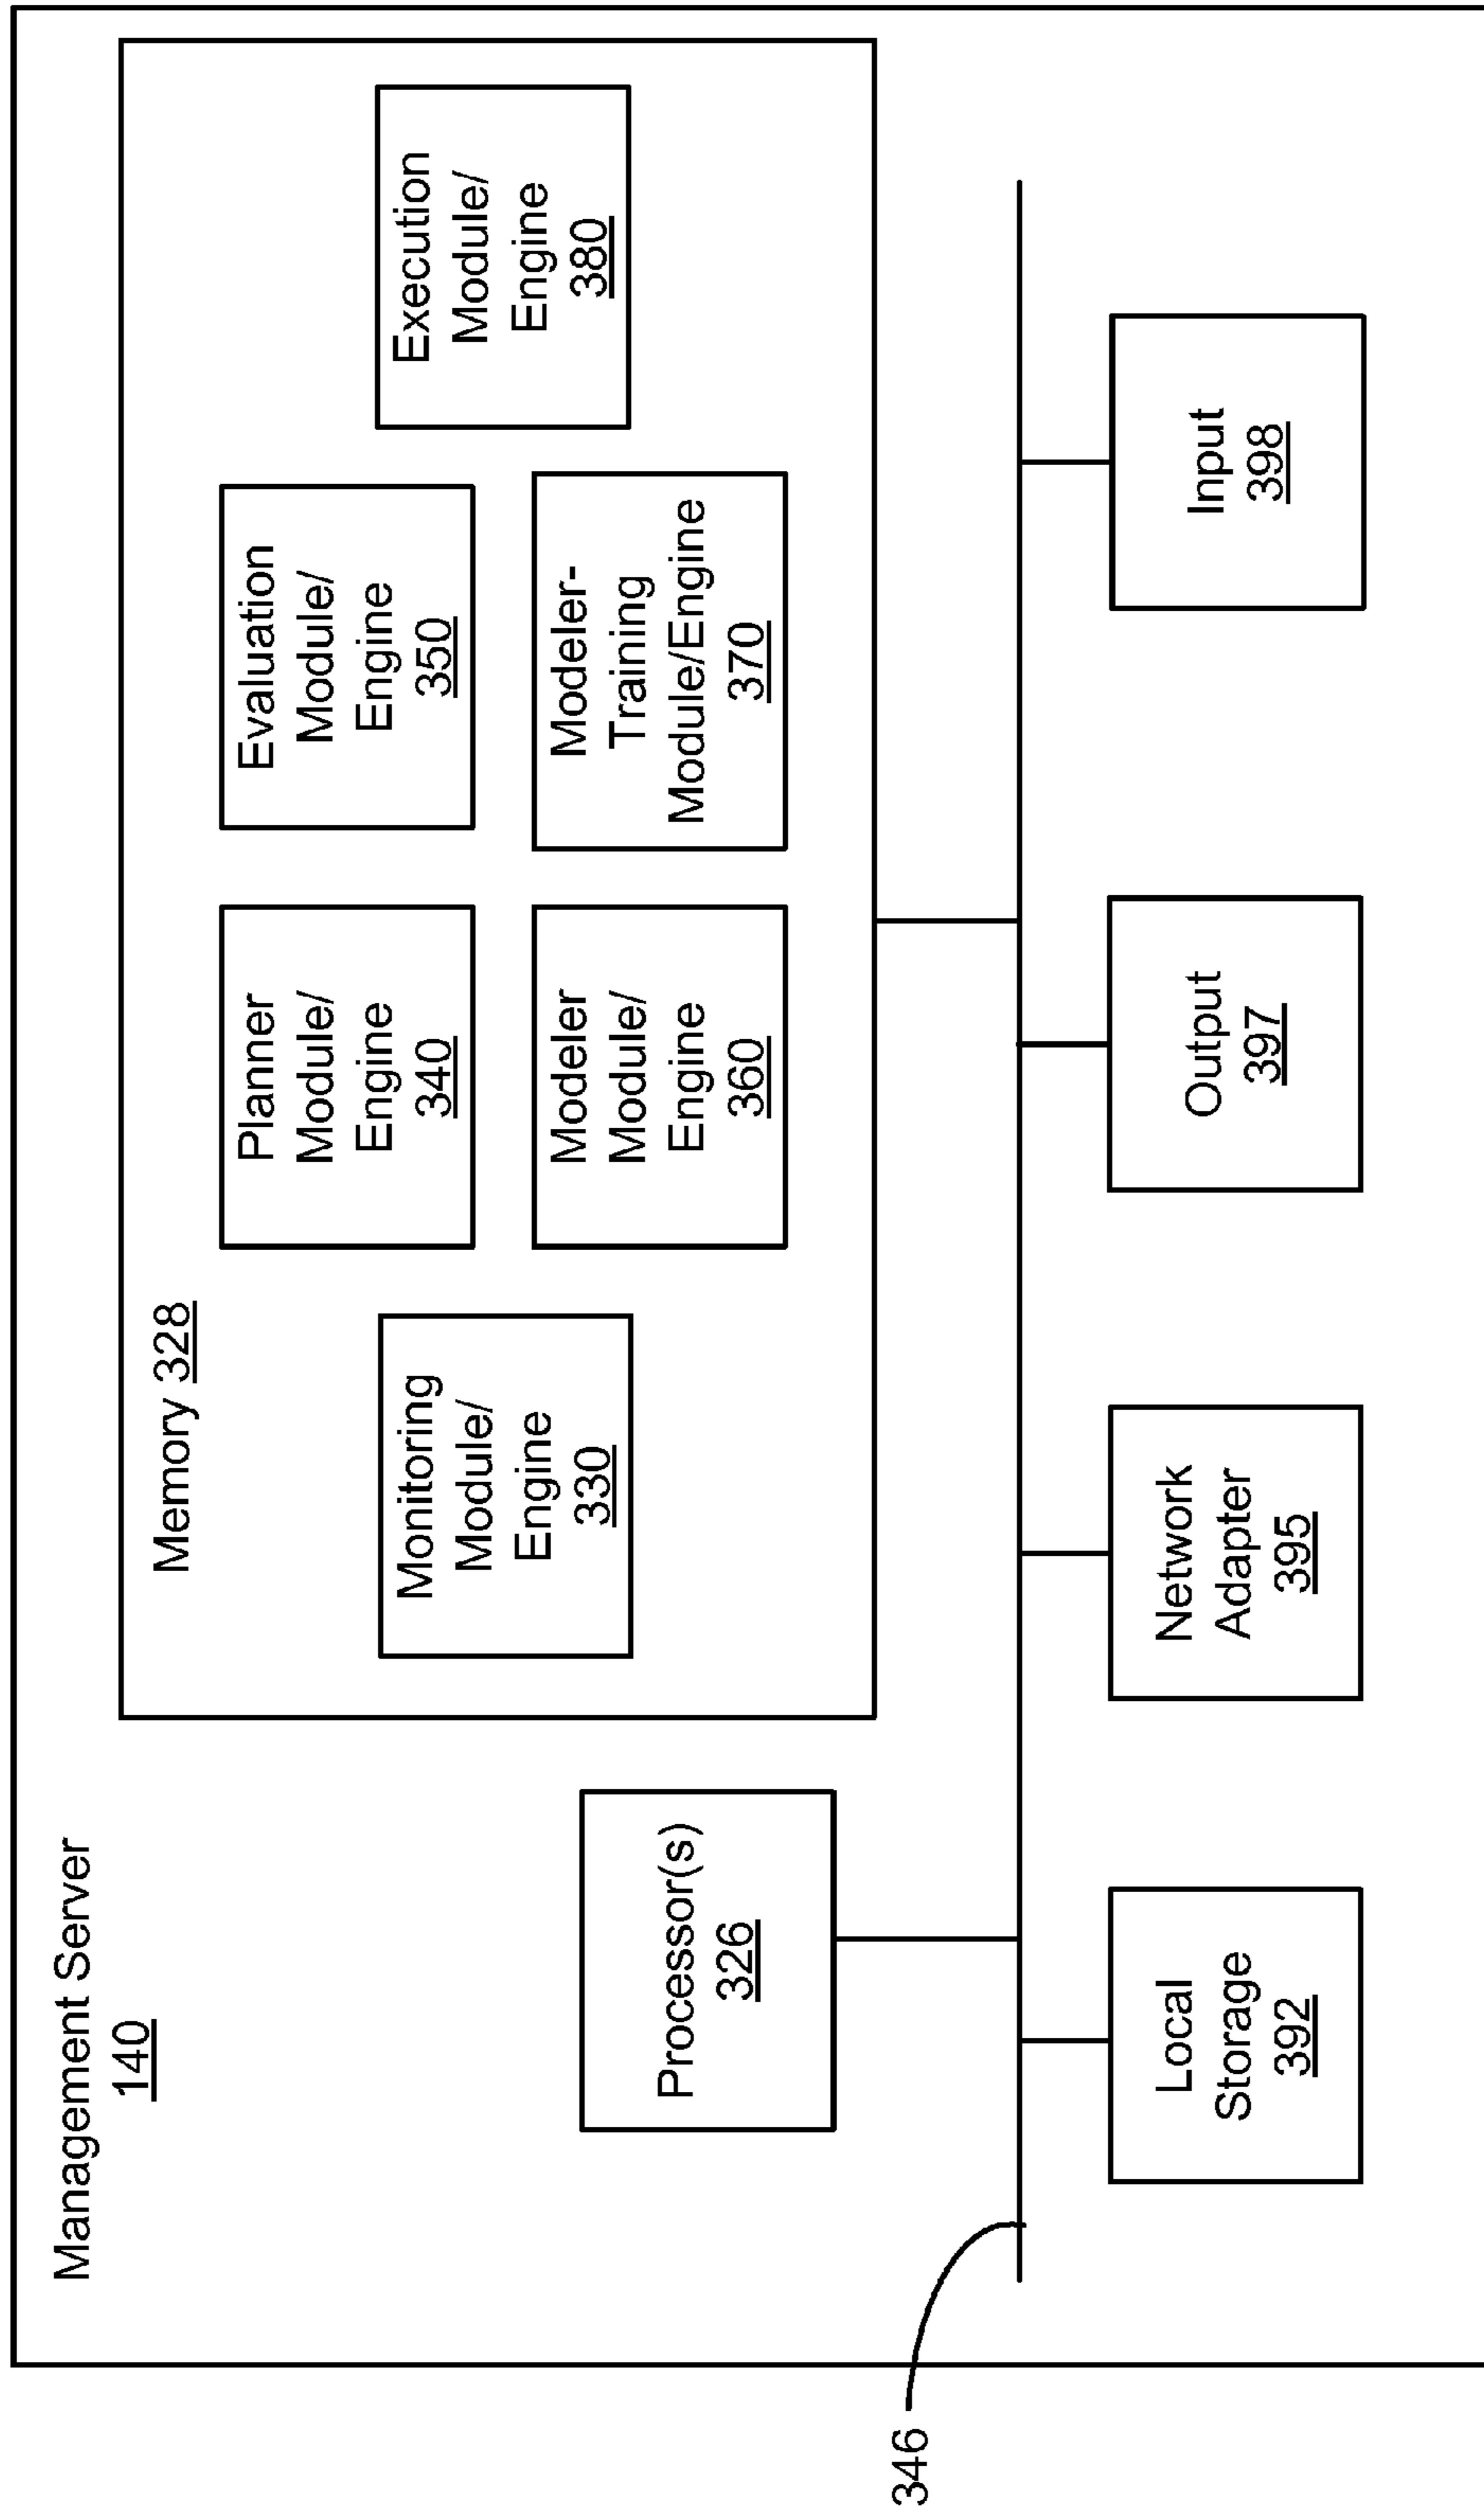 Management Server
140
Memory 328
Monitoring
Module/
Engine
330
Planner
Module/
Engine
340
Evaluation
Module/
Engine
350
Modeler
Module/
Engine
360
Modeler-
Training
Module/Engine
370
Execution
Module/
Engine
380
Processor(s)
326
346
Local
Storage
392
Network
Adapter
395
Output
397
Input
398